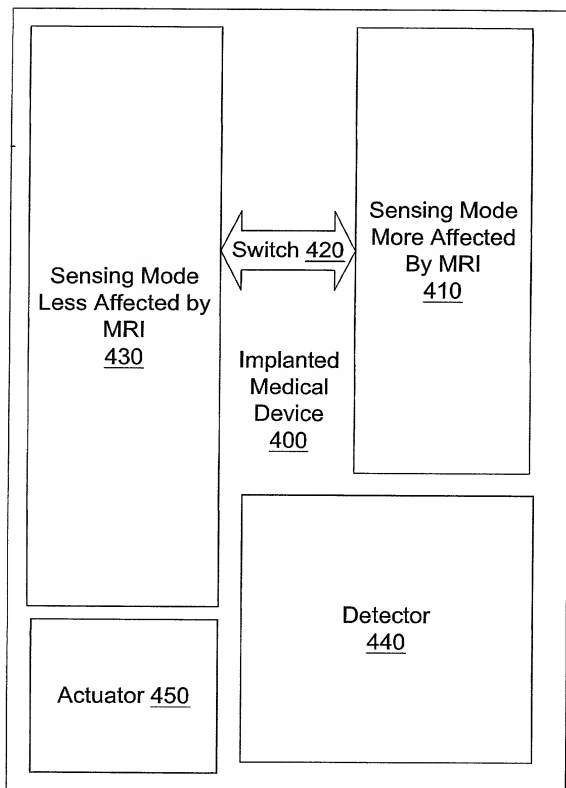 Sensing Mode
Less Affected by
MRI
430
Switch 420
Sensing Mode
More Affected
By MRI
410
Implanted
Medical
Device
400
Detector
440
Actuator 450